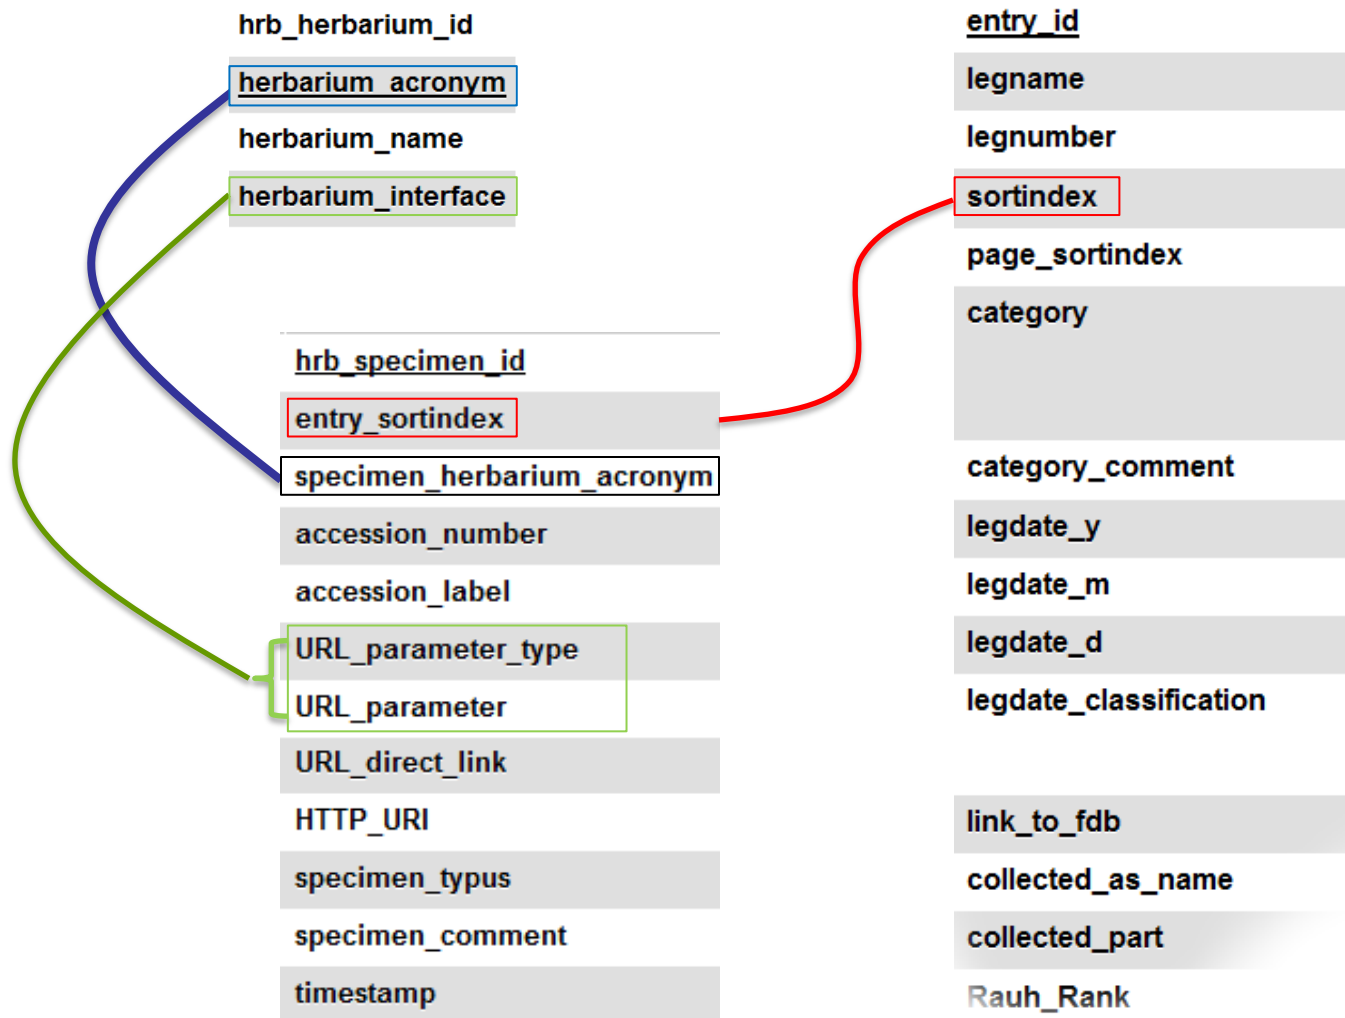 hrb_herbarium_id
herbarium_acronym
herbarium_name
herbarium_interface
hrb_specimen_id
entry_sortindex
specimen_herbarium_acronym
accession_number
accession_label
URL_parameter_type
URL_parameter
URL_direct_link
HTTP_URI
specimen_typus
specimen_comment
timestamp
entry_id
legname
legnumber
sortindex
page_sortindex
category
category_comment
legdate_y
legdate_m
legdate_d
legdate_classification
link_to_fdb
collected_as_name
collected_part
Rauh_Rank